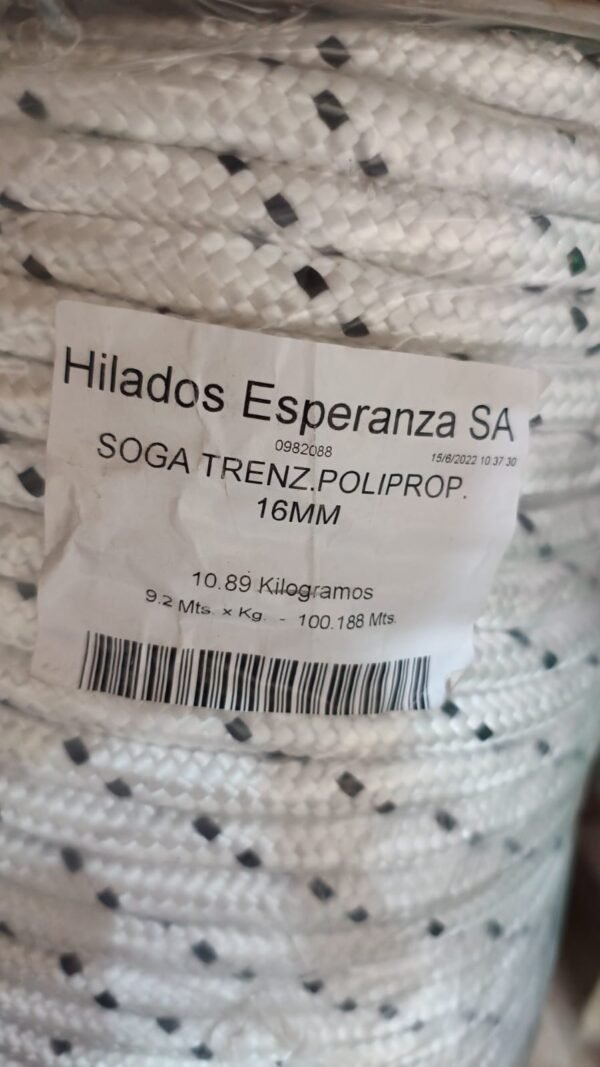 Hilados Esperanza SA
0982088 15/6/2022 10:37:30
SOGA TRENZ.POLIPROP.
16MM
10.89 Kilogramos
9.2 Mts. x Kg. - 100.188 Mts.